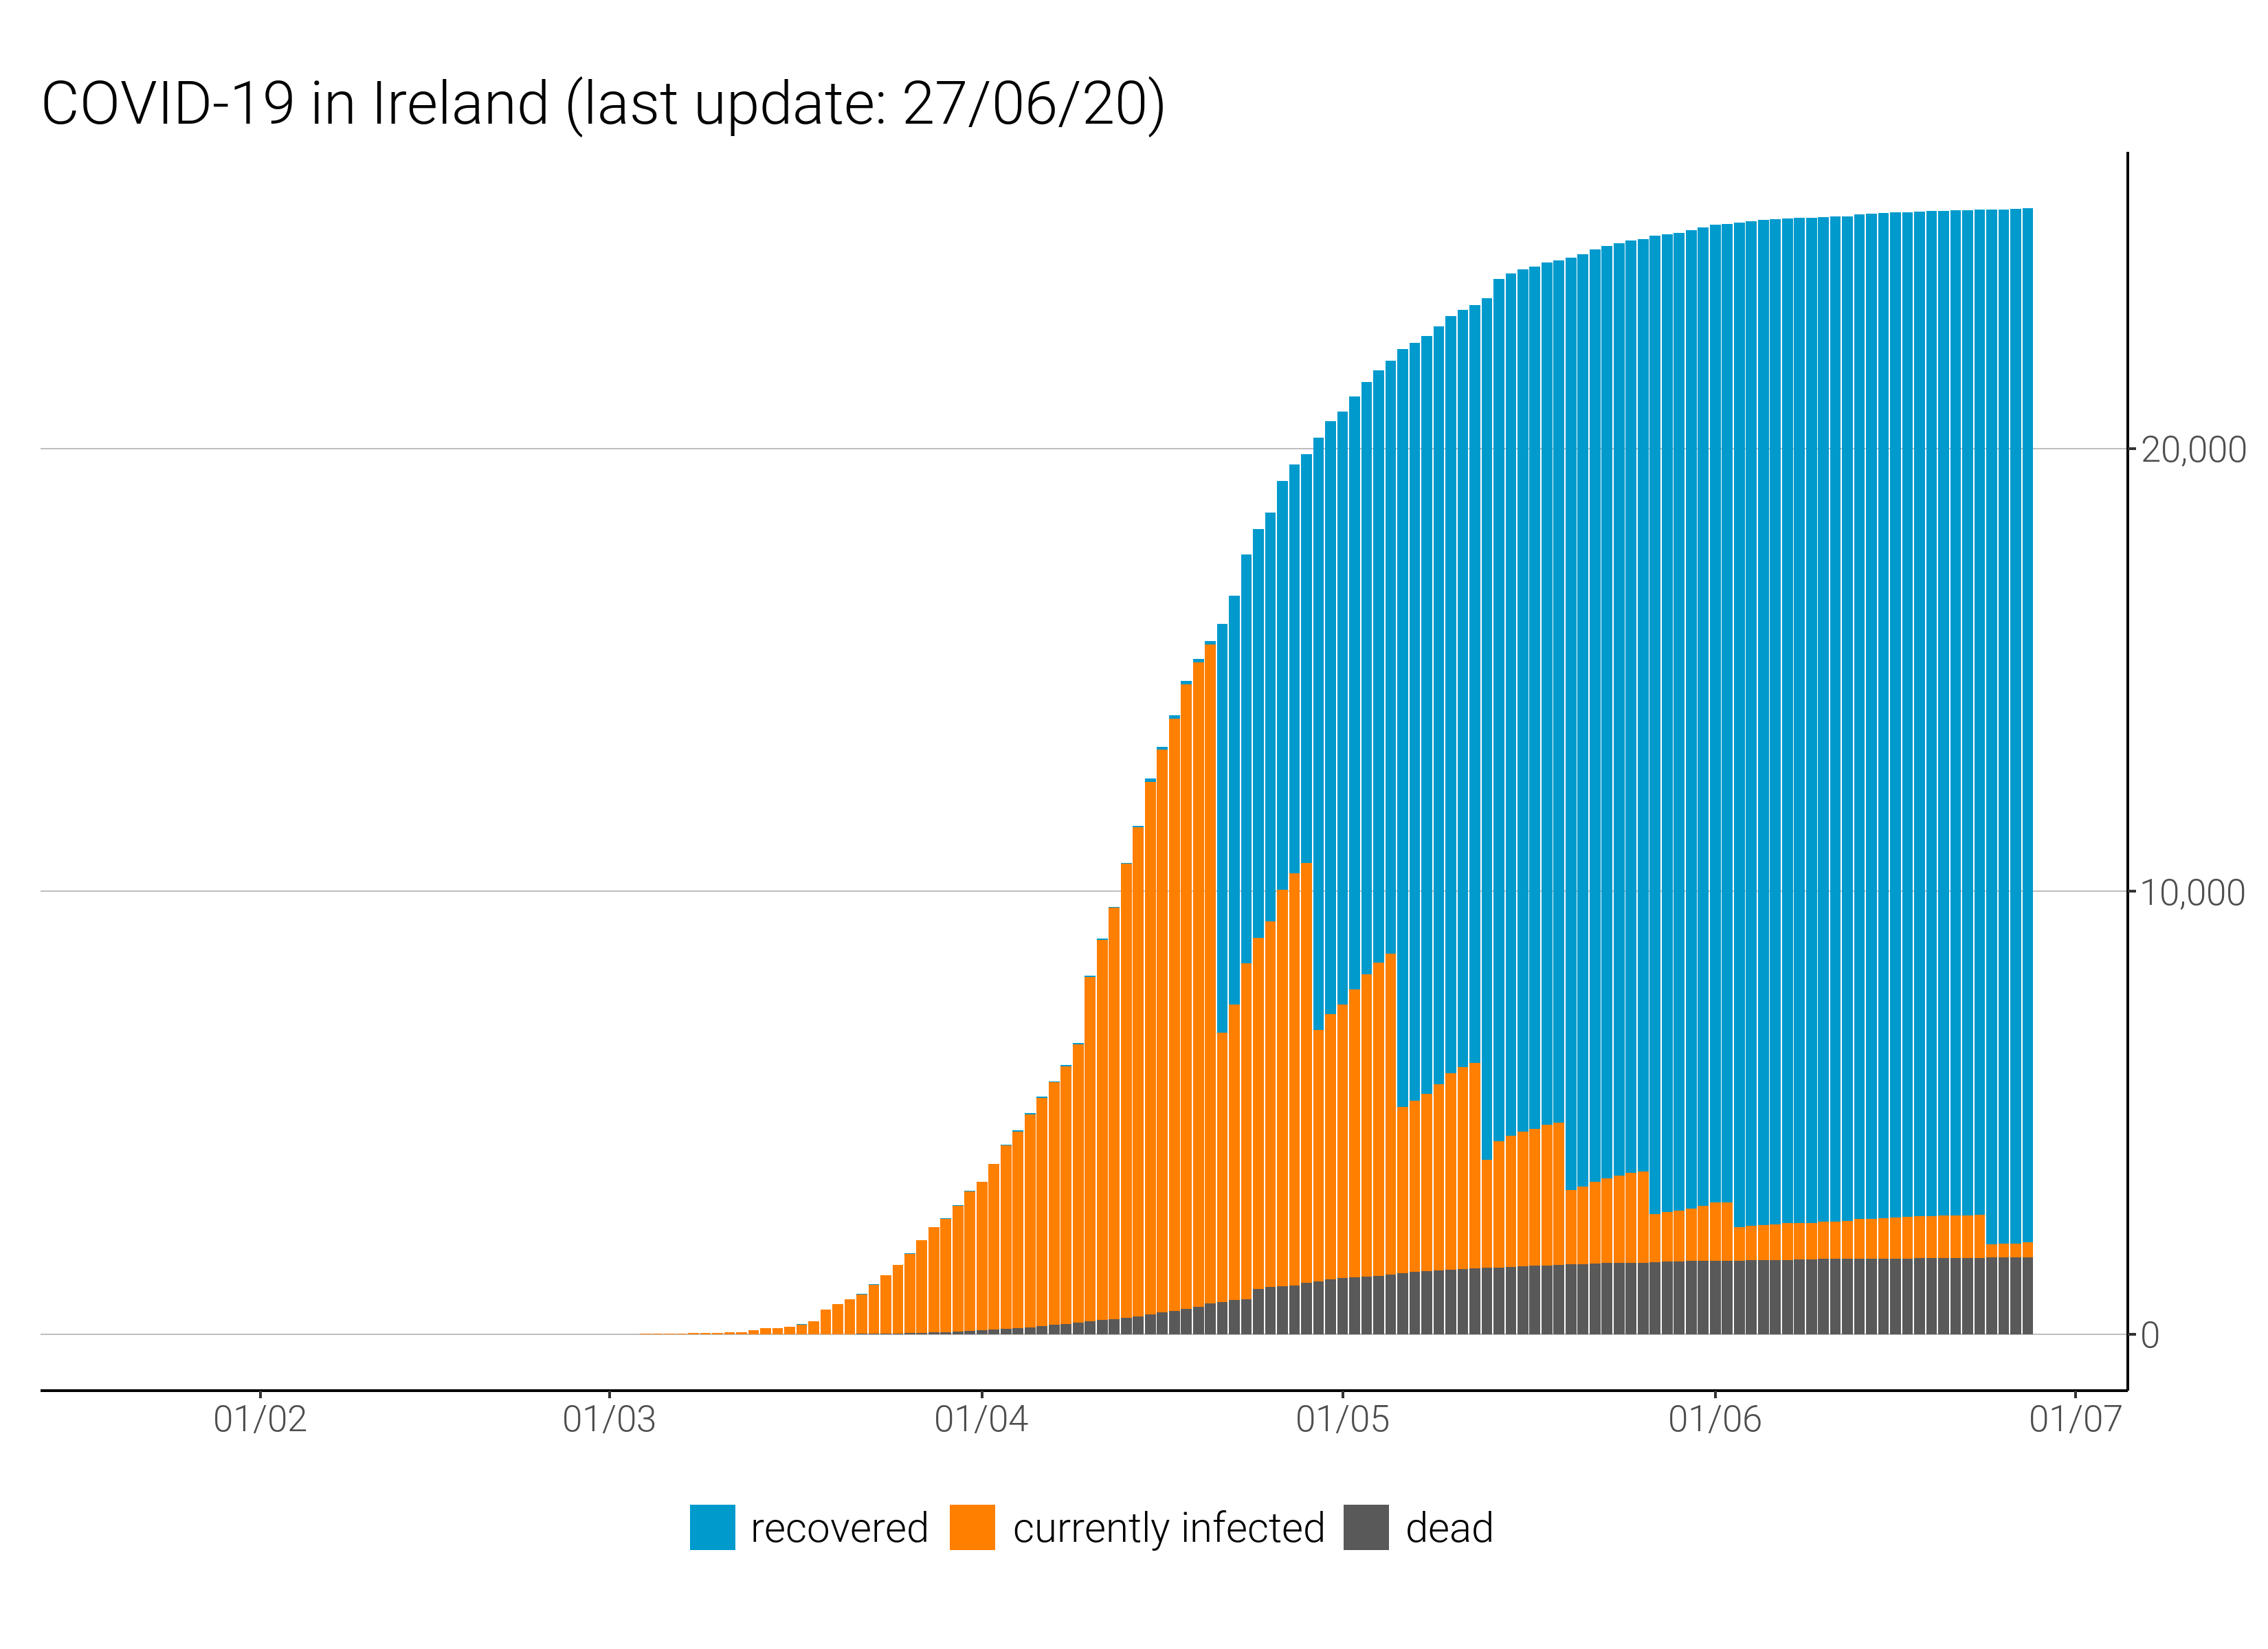 COVID-19 in Ireland (last update: 27/06/20)
20,000
10,000
0
01/02 01/03 01/04 01/05 01/06 01/07
recovered currently infected dead